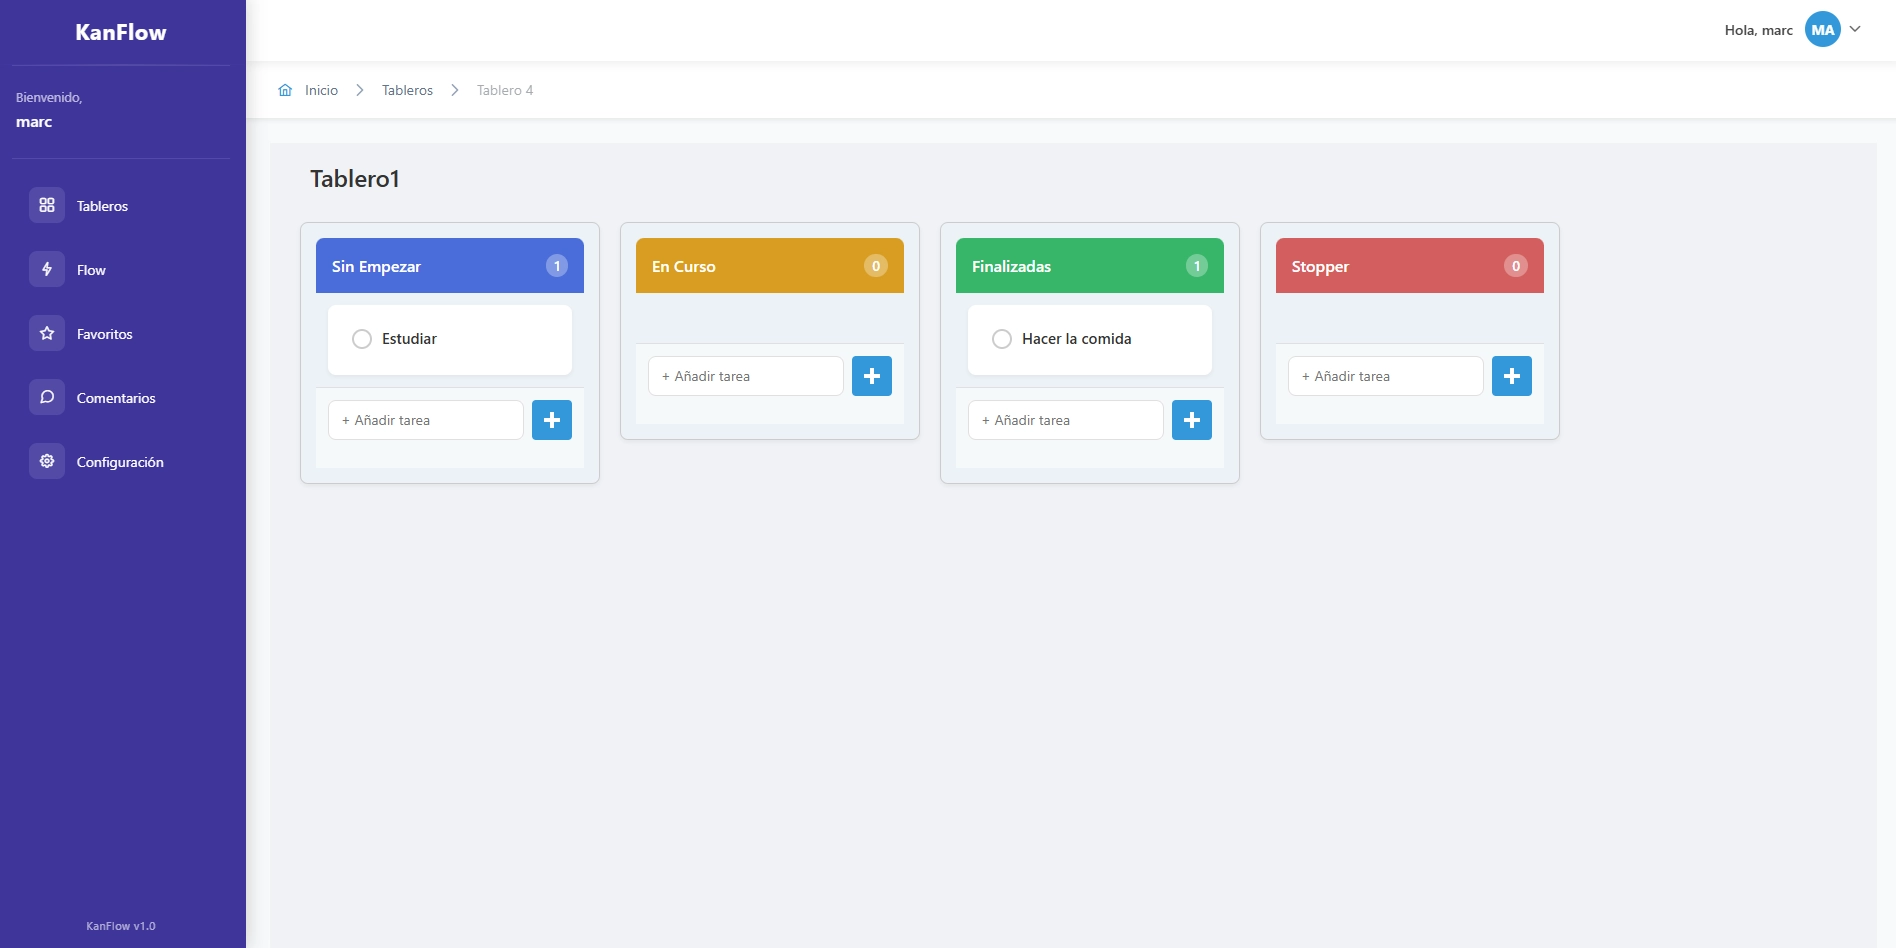 KanFlow
Bienvenido,
marc
Tableros
Flow
Favoritos
Comentarios
Configuración
KanFlow v1.0
Hola, marc MA
Inicio Tableros Tablero 4
Tablero1
Sin Empezar 1
Estudiar
+ Añadir tarea
En Curso 0
+ Añadir tarea
Finalizadas 1
Hacer la comida
+ Añadir tarea
Stopper 0
+ Añadir tarea